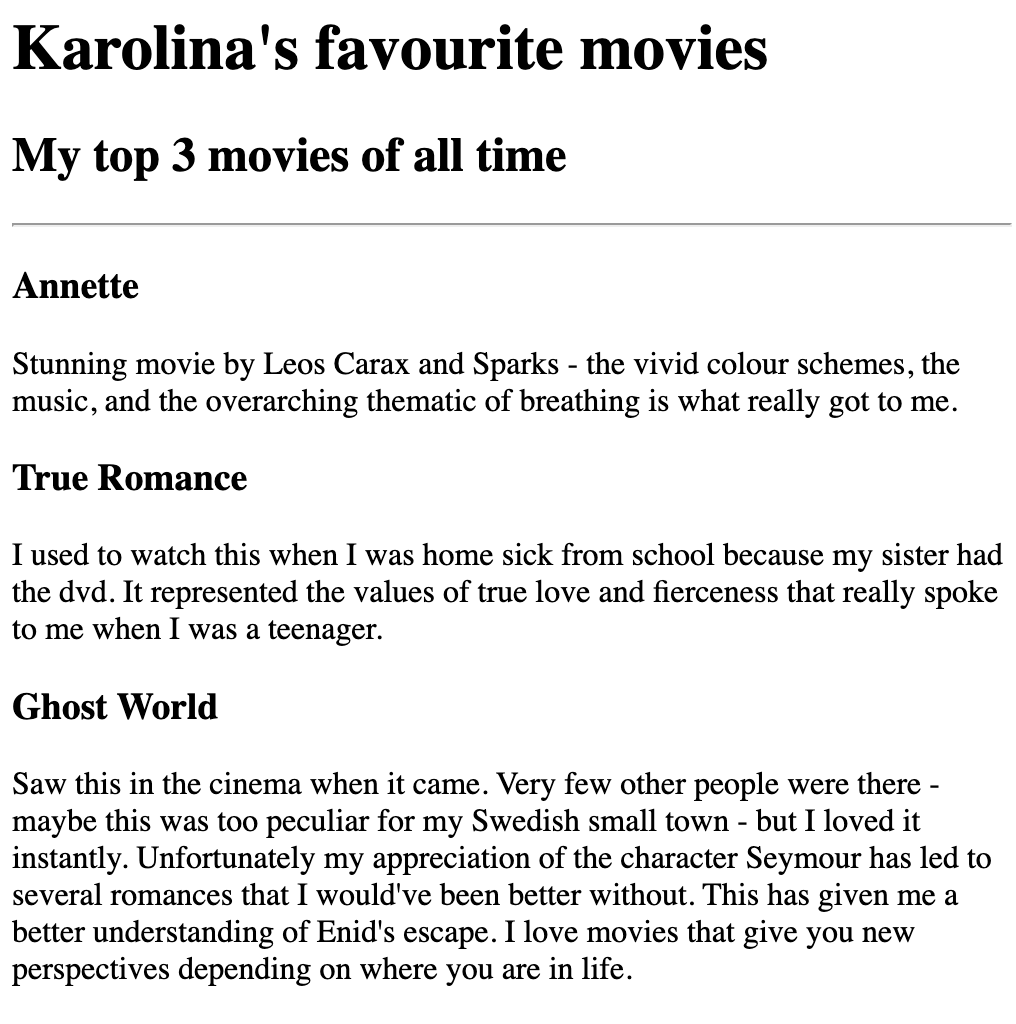 Karolina's favourite movies
My top 3 movies of all time
Annette
Stunning movie by Leos Carax and Sparks - the vivid colour schemes, the
music, and the overarching thematic of breathing is what really got to me.
True Romance
I used to watch this when I was home sick from school because my sister had
the dvd. It represented the values of true love and fierceness that really spoke
to me when I was a teenager.
Ghost World
Saw this in the cinema when it came. Very few other people were there -
maybe this was too peculiar for my Swedish small town - but I loved it
instantly. Unfortunately my appreciation of the character Seymour has led to
several romances that I would've been better without. This has given me a
better understanding of Enid's escape. I love movies that give you new
perspectives depending on where you are in life.